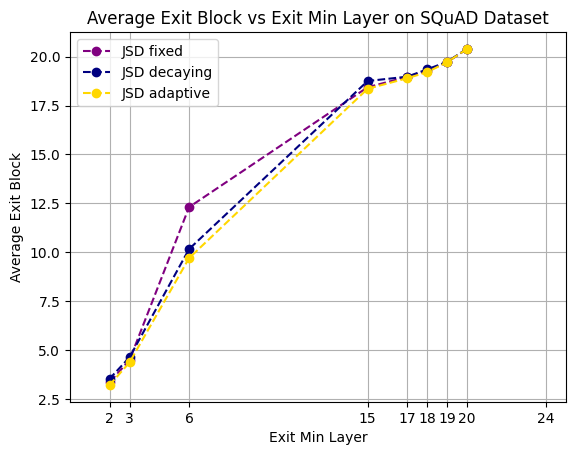 Average Exit Block vs Exit Min Layer on SQuAD Dataset
JSD fixed
JSD decaying
JSD adaptive
Average Exit Block
20.0
17.5
15.0
12.5
10.0
7.5
5.0
2.5
2 3 6 15 17 18 19 20 24
Exit Min Layer